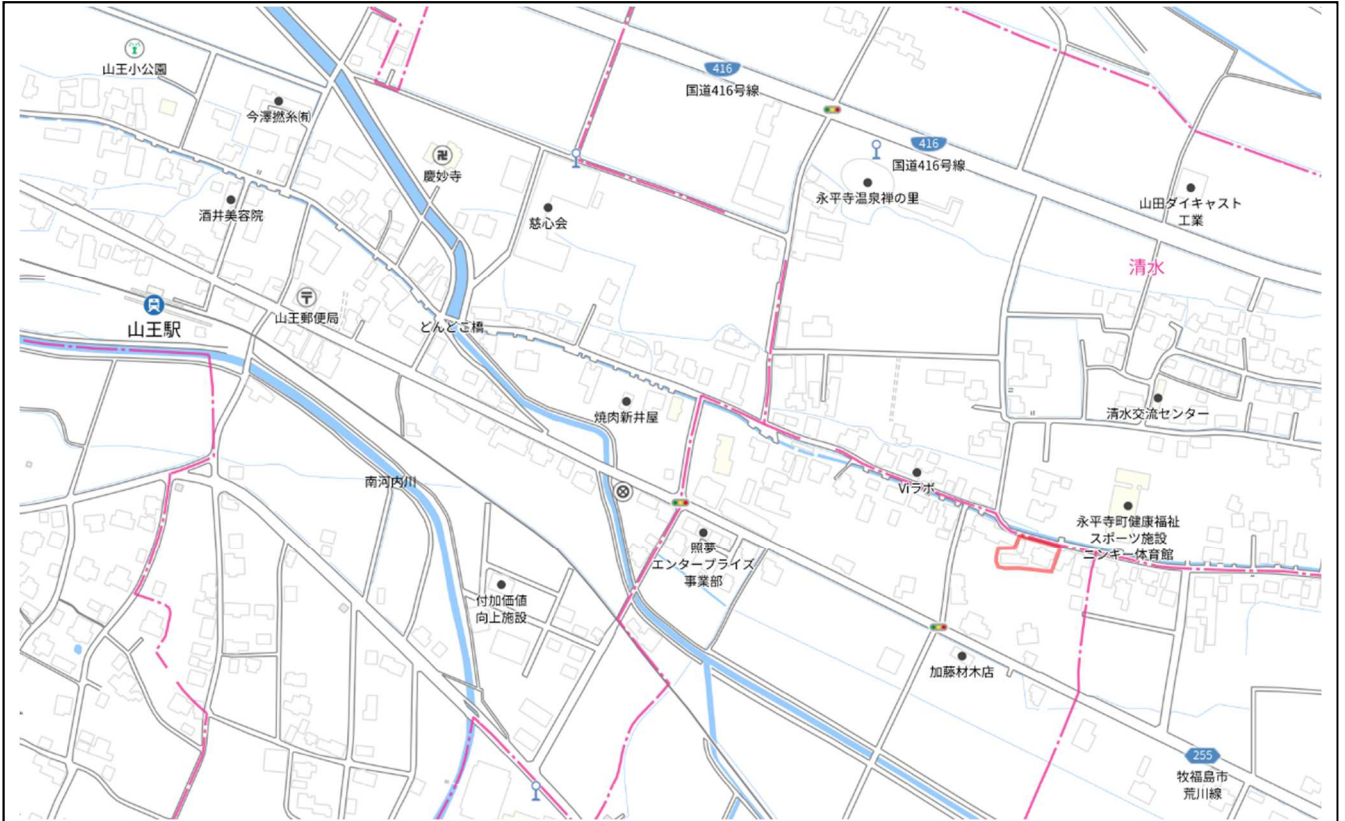 416
国道416号線
山王小公園
今澤撚糸㈲
416
国道416号線
慶妙寺
永平寺温泉禅の里
山田ダイキャスト
工業
酒井美容院
慈心会
清水
山王駅
山王郵便局
どんどこ橋
焼肉新井屋
清水交流センター
南河内川
Viラボ
永平寺町健康福祉
スポーツ施設
ニンキー体育館
照夢
エンタープライズ
事業部
付加価値
向上施設
加藤材木店
255
牧福島市
荒川線